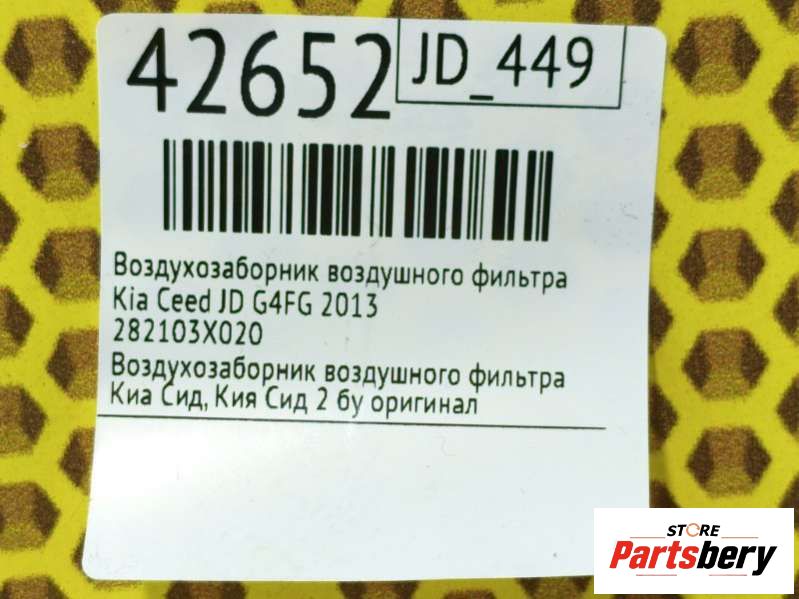 42652
JD_449
Воздухозаборник воздушного фильтра
Kia Ceed JD G4FG 2013
282103X020
Воздухозаборник воздушного фильтра
Киа Сид, Кия Сид 2 бу оригинал
STORE
Partsbery